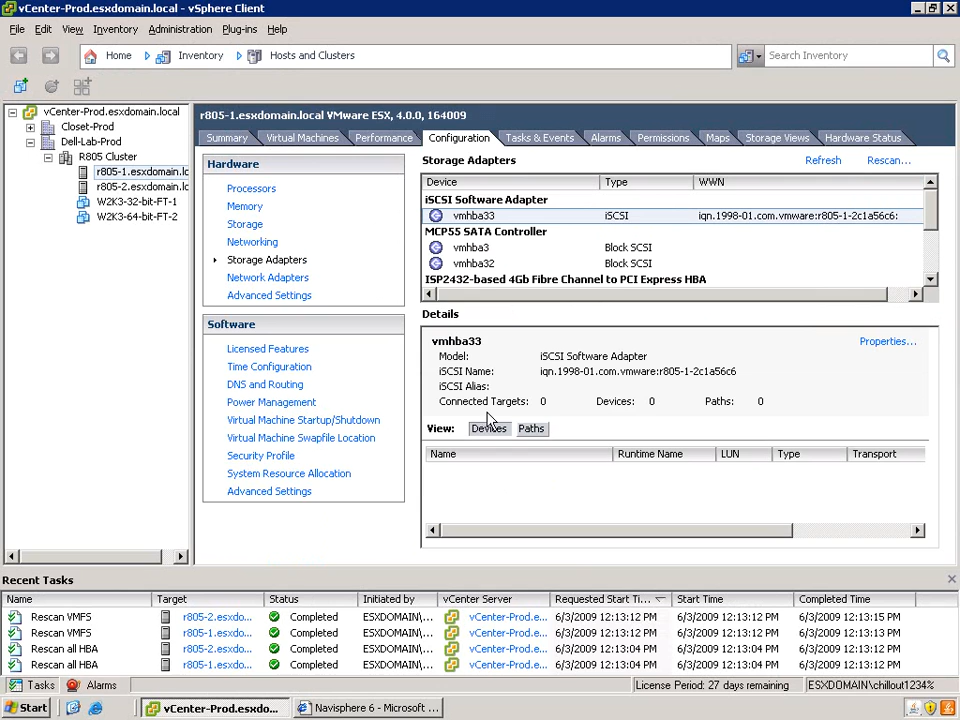 vCenter-Prod.esxdomain.local - vSphere Client
File Edit View Inventory Administration Plug-ins Help
Home Inventory Hosts and Clusters Search Inventory
vCenter-Prod.esxdomain.local
Closet-Prod
Dell-Lab-Prod
R805 Cluster
r805-1.esxdomain.lc
r805-2.esxdomain.lc
W2K3-32-bit-FT-1
W2K3-64-bit-FT-2
r805-1.esxdomain.local VMware ESX, 4.0.0, 164009
Summary Virtual Machines Performance Configuration Tasks & Events Alarms Permissions Maps Storage Views Hardware Status
Hardware
Processors
Memory
Storage
Networking
Storage Adapters
Network Adapters
Advanced Settings
Software
Licensed Features
Time Configuration
DNS and Routing
Power Management
Virtual Machine Startup/Shutdown
Virtual Machine Swapfile Location
Security Profile
System Resource Allocation
Advanced Settings
Storage Adapters Refresh Rescan...
Device Type WWN
iSCSI Software Adapter
vmhba33 iSCSI iqn.1998-01.com.vmware:r805-1-2c1a56c6:
MCP55 SATA Controller
vmhba3 Block SCSI
vmhba32 Block SCSI
ISP2432-based 4Gb Fibre Channel to PCI Express HBA
Details
vmhba33 Properties...
Model: iSCSI Software Adapter
iSCSI Name: iqn.1998-01.com.vmware:r805-1-2c1a56c6
iSCSI Alias:
Connected Targets: 0 Devices: 0 Paths: 0
View: Devices Paths
Name Runtime Name LUN Type Transport
Recent Tasks
Name Target Status Initiated by vCenter Server Requested Start Ti... Start Time Completed Time
Rescan VMFS r805-2.esxdo... Completed ESXDOMAIN\... vCenter-Prod.e... 6/3/2009 12:13:12 PM 6/3/2009 12:13:12 PM 6/3/2009 12:13:15 PM
Rescan VMFS r805-1.esxdo... Completed ESXDOMAIN\... vCenter-Prod.e... 6/3/2009 12:13:12 PM 6/3/2009 12:13:12 PM 6/3/2009 12:13:13 PM
Rescan all HBA r805-2.esxdo... Completed ESXDOMAIN\... vCenter-Prod.e... 6/3/2009 12:13:04 PM 6/3/2009 12:13:04 PM 6/3/2009 12:13:12 PM
Rescan all HBA r805-1.esxdo... Completed ESXDOMAIN\... vCenter-Prod.e... 6/3/2009 12:13:04 PM 6/3/2009 12:13:04 PM 6/3/2009 12:13:12 PM
Tasks Alarms License Period: 27 days remaining ESXDOMAIN\chillout1234%
Start vCenter-Prod.esxdo... Navisphere 6 - Microsoft ...